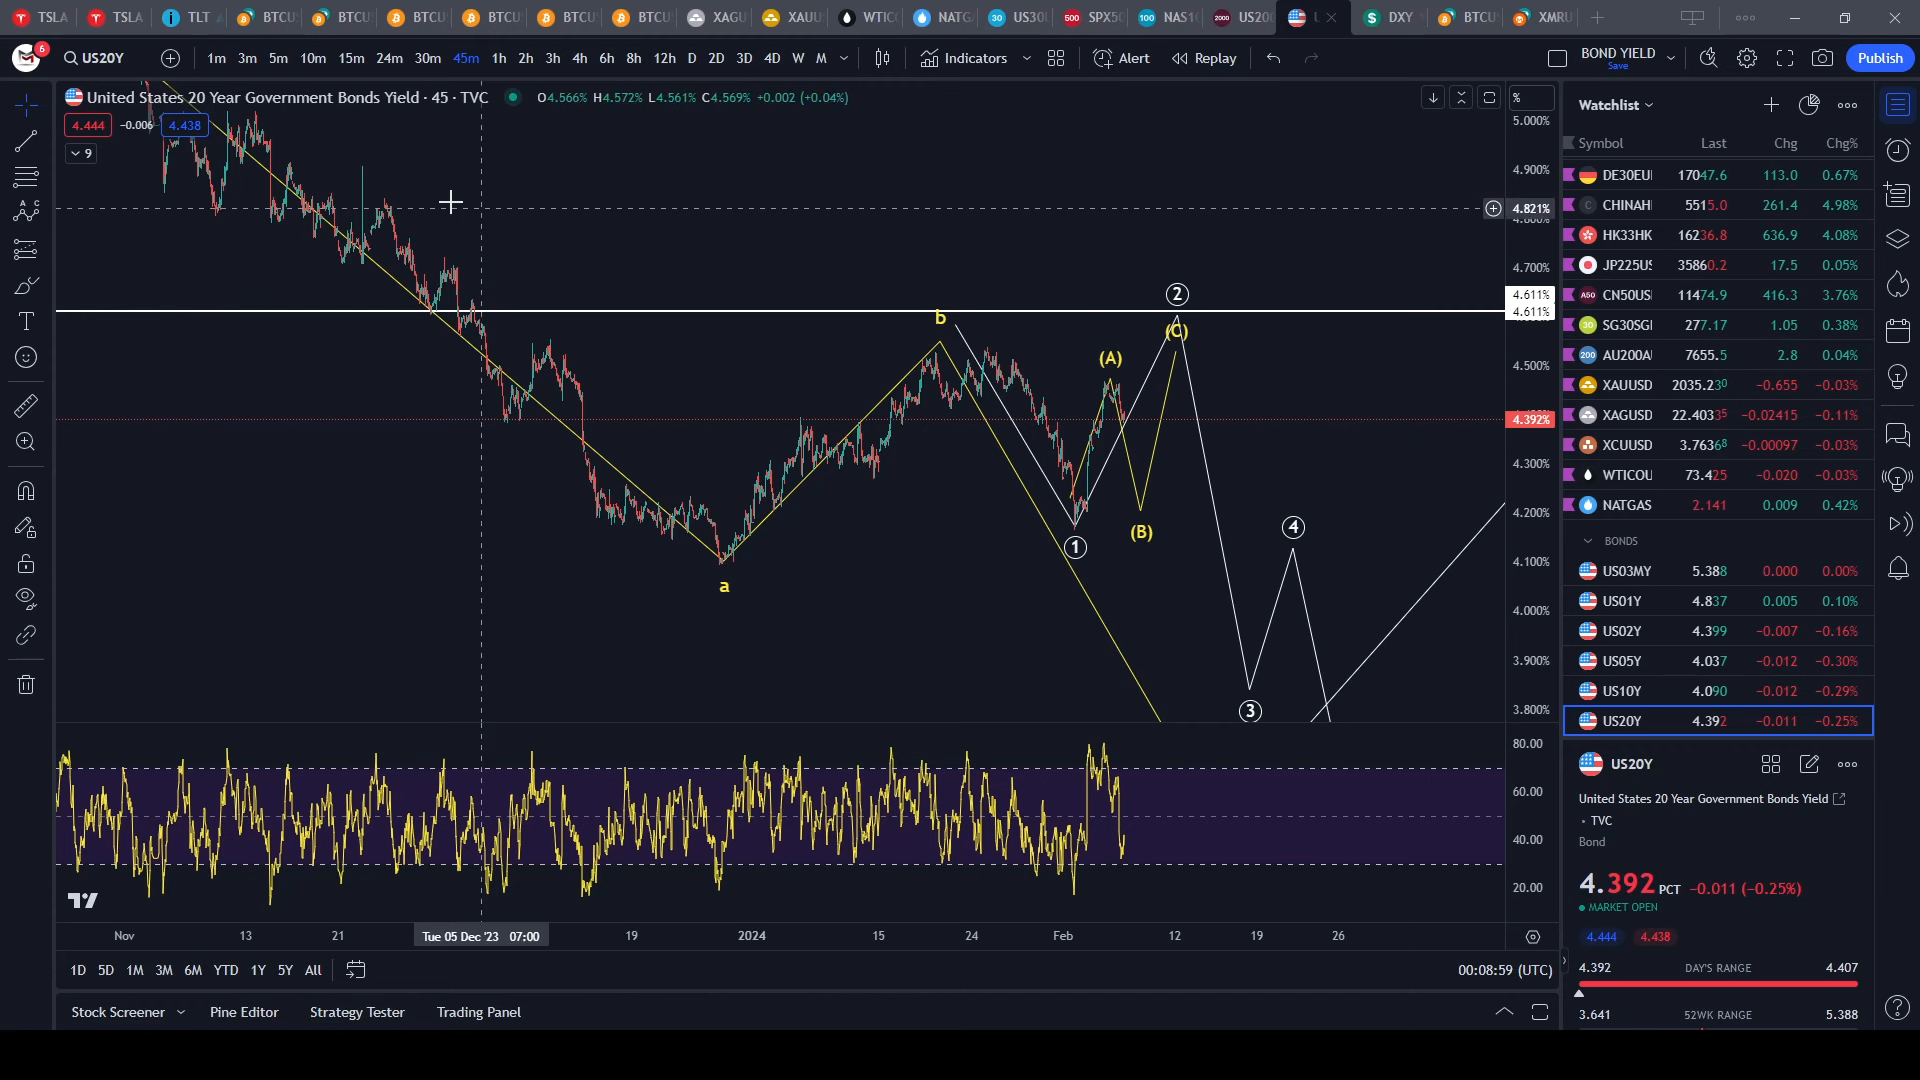 TSLA
TSLA
TLT
BTCU
BTCU
BTCU
BTCU
BTCU
BTCU
XAGU
XAUU
WTIC
NATG
US30
SPX5
NAS1
US200
DXY
BTCU
XMRU
6
US20Y
1m 3m 5m 10m 15m 24m 30m 45m 1h 2h 3h 4h 6h 8h 12h D 2D 3D 4D W M
Indicators
Alert
Replay
BOND YIELD
Save
Publish
United States 20 Year Government Bonds Yield · 45 · TVC
O4.566% H4.572% L4.561% C4.569% +0.002 (+0.04%)
4.444 −0.006 4.438
9
%
5.000%
4.900%
4.821%
4.700%
4.611%
4.611%
4.500%
4.392%
4.300%
4.200%
4.100%
4.000%
3.900%
3.800%
2
b
(C)
(A)
4
(B)
1
a
3
80.00
60.00
40.00
20.00
Nov 13 21 Tue 05 Dec '23 07:00 19 2024 15 24 Feb 12 19 26
1D 5D 1M 3M 6M YTD 1Y 5Y All
00:08:59 (UTC)
Stock Screener
Pine Editor
Strategy Tester
Trading Panel
Watchlist
Symbol Last Chg Chg%
DE30EU 17047.6 113.0 0.67%
CHINAH 5515.0 261.4 4.98%
HK33HK 16236.8 636.9 4.08%
JP225US 35860.2 17.5 0.05%
A50 CN50US 11474.9 416.3 3.76%
30 SG30SG 277.17 1.05 0.38%
200 AU200A 7655.5 2.8 0.04%
XAUUSD 2035.230 −0.655 −0.03%
XAGUSD 22.40335 −0.02415 −0.11%
XCUUSD 3.76368 −0.00097 −0.03%
WTICOU 73.425 −0.020 −0.03%
NATGAS 2.141 0.009 0.42%
BONDS
US03MY 5.388 0.000 0.00%
US01Y 4.837 0.005 0.10%
US02Y 4.399 −0.007 −0.16%
US05Y 4.037 −0.012 −0.30%
US10Y 4.090 −0.012 −0.29%
US20Y 4.392 −0.011 −0.25%
US20Y
United States 20 Year Government Bonds Yield
• TVC
Bond
4.392 PCT −0.011 (−0.25%)
MARKET OPEN
4.444 4.438
4.392 DAY'S RANGE 4.407
3.641 52WK RANGE 5.388